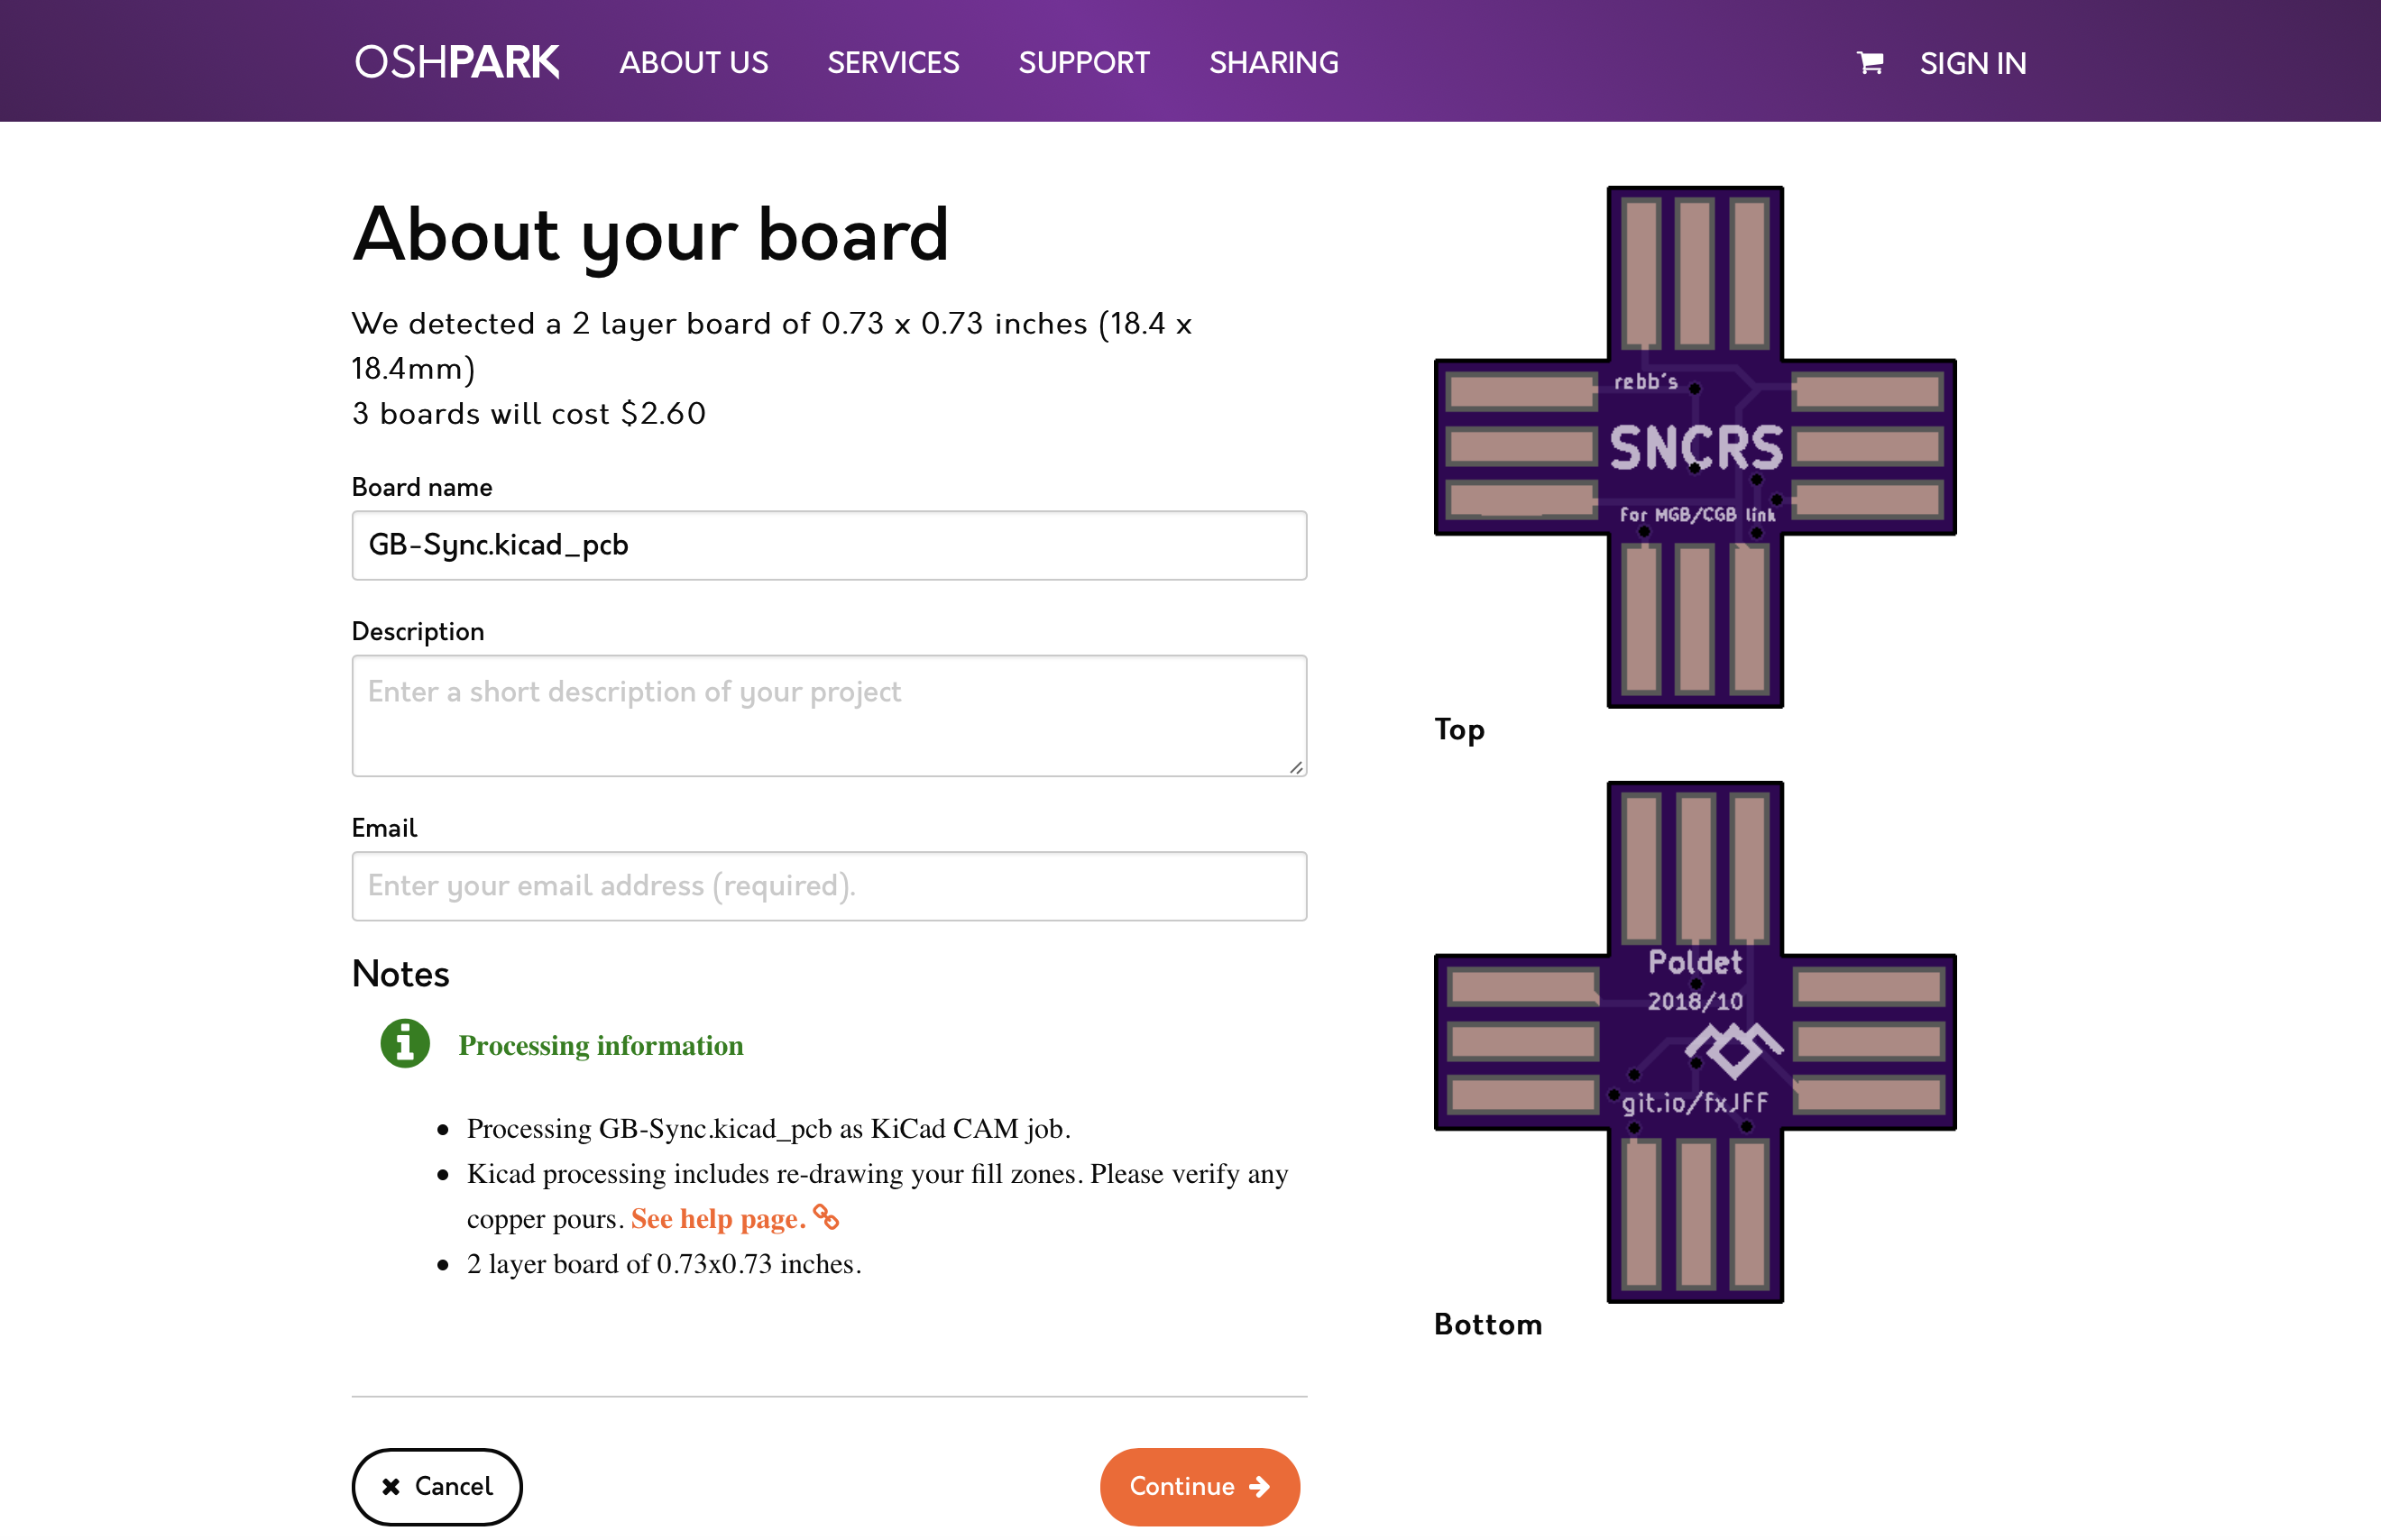 OSHPARK ABOUT US SERVICES SUPPORT SHARING SIGN IN
About your board
We detected a 2 layer board of 0.73 x 0.73 inches (18.4 x
18.4mm)
3 boards will cost $2.60
Board name
GB-Sync.kicad_pcb
Description
Enter a short description of your project
Email
Enter your email address (required).
Notes
Processing information
Processing GB-Sync.kicad_pcb as KiCad CAM job.
Kicad processing includes re-drawing your fill zones. Please verify any
copper pours. See help page.
2 layer board of 0.73x0.73 inches.
Cancel
Continue
rebb's
SNCRS
for MGB/CGB link
Top
Poldet
2018/10
git.io/fxJFF
Bottom